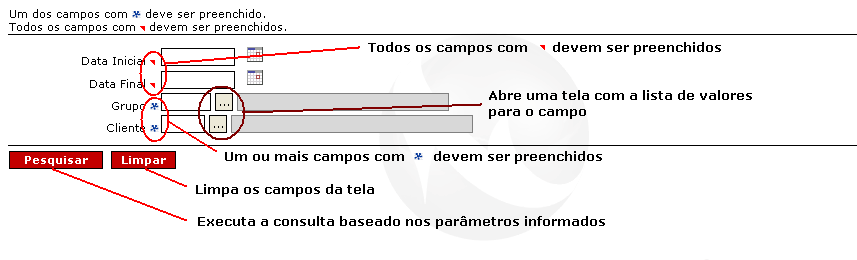 Um dos campos com * deve ser preenchido.
Todos os campos com devem ser preenchidos.
Todos os campos com devem ser preenchidos
Data Inicial
Data Final
Abre uma tela com a lista de valores
para o campo
Grupo * ...
Cliente * ...
Um ou mais campos com * devem ser preenchidos
Pesquisar Limpar
Limpa os campos da tela
Executa a consulta baseado nos parâmetros informados